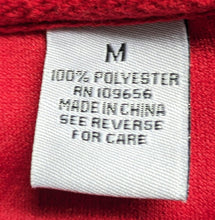 M
100% POLYESTER
RN 109656
MADE IN CHINA
SEE REVERSE
FOR CARE